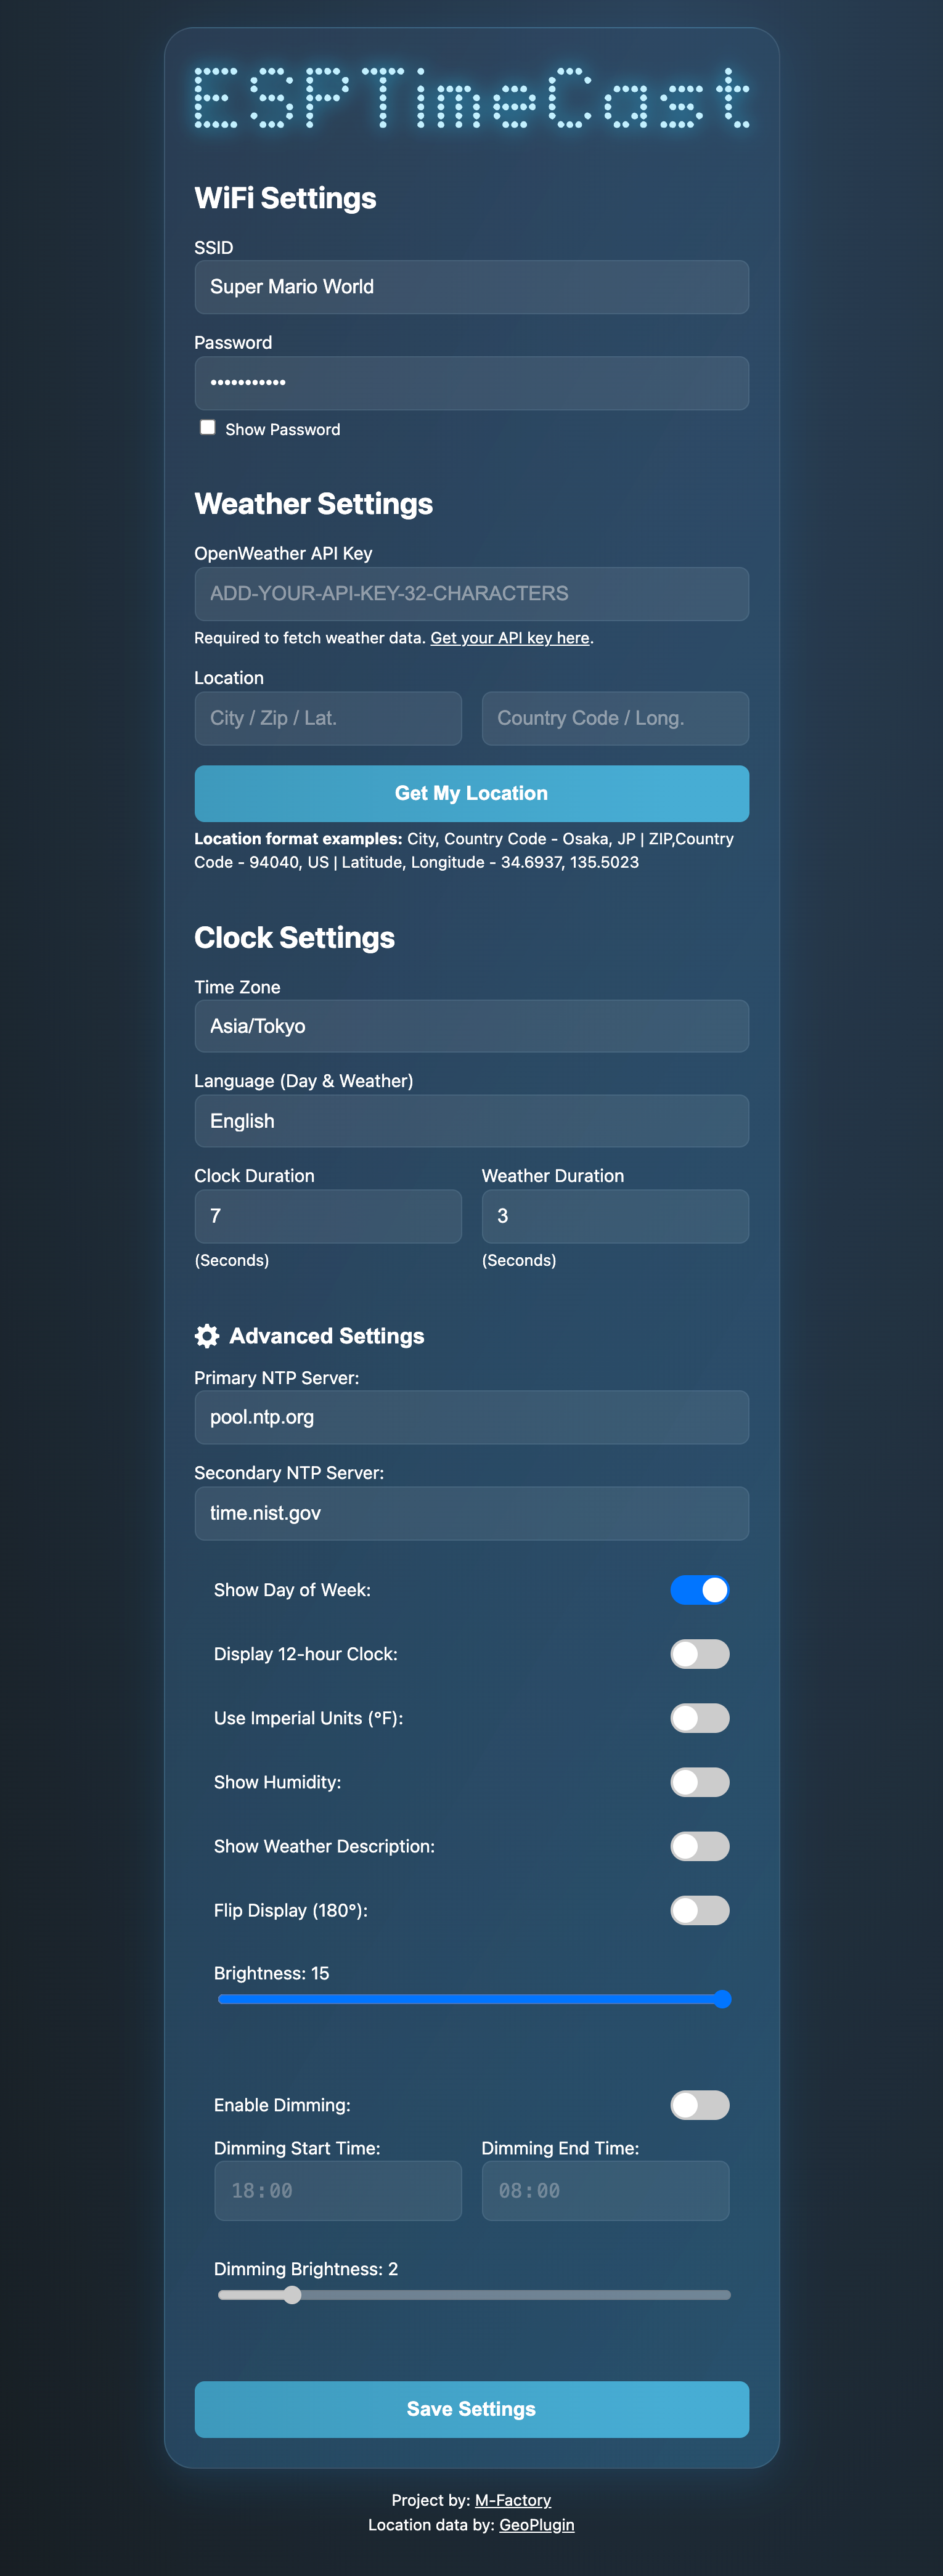 ESPTimeCast
WiFi Settings
SSID
Super Mario World
Password
•••••••••••
Show Password
Weather Settings
OpenWeather API Key
ADD-YOUR-API-KEY-32-CHARACTERS
Required to fetch weather data. Get your API key here.
Location
City / Zip / Lat.
Country Code / Long.
Get My Location
Location format examples: City, Country Code - Osaka, JP | ZIP,Country
Code - 94040, US | Latitude, Longitude - 34.6937, 135.5023
Clock Settings
Time Zone
Asia/Tokyo
Language (Day & Weather)
English
Clock Duration
7
(Seconds)
Weather Duration
3
(Seconds)
Advanced Settings
Primary NTP Server:
pool.ntp.org
Secondary NTP Server:
time.nist.gov
Show Day of Week:
Display 12-hour Clock:
Use Imperial Units (°F):
Show Humidity:
Show Weather Description:
Flip Display (180°):
Brightness: 15
Enable Dimming:
Dimming Start Time:
18:00
Dimming End Time:
08:00
Dimming Brightness: 2
Save Settings
Project by: M-Factory
Location data by: GeoPlugin